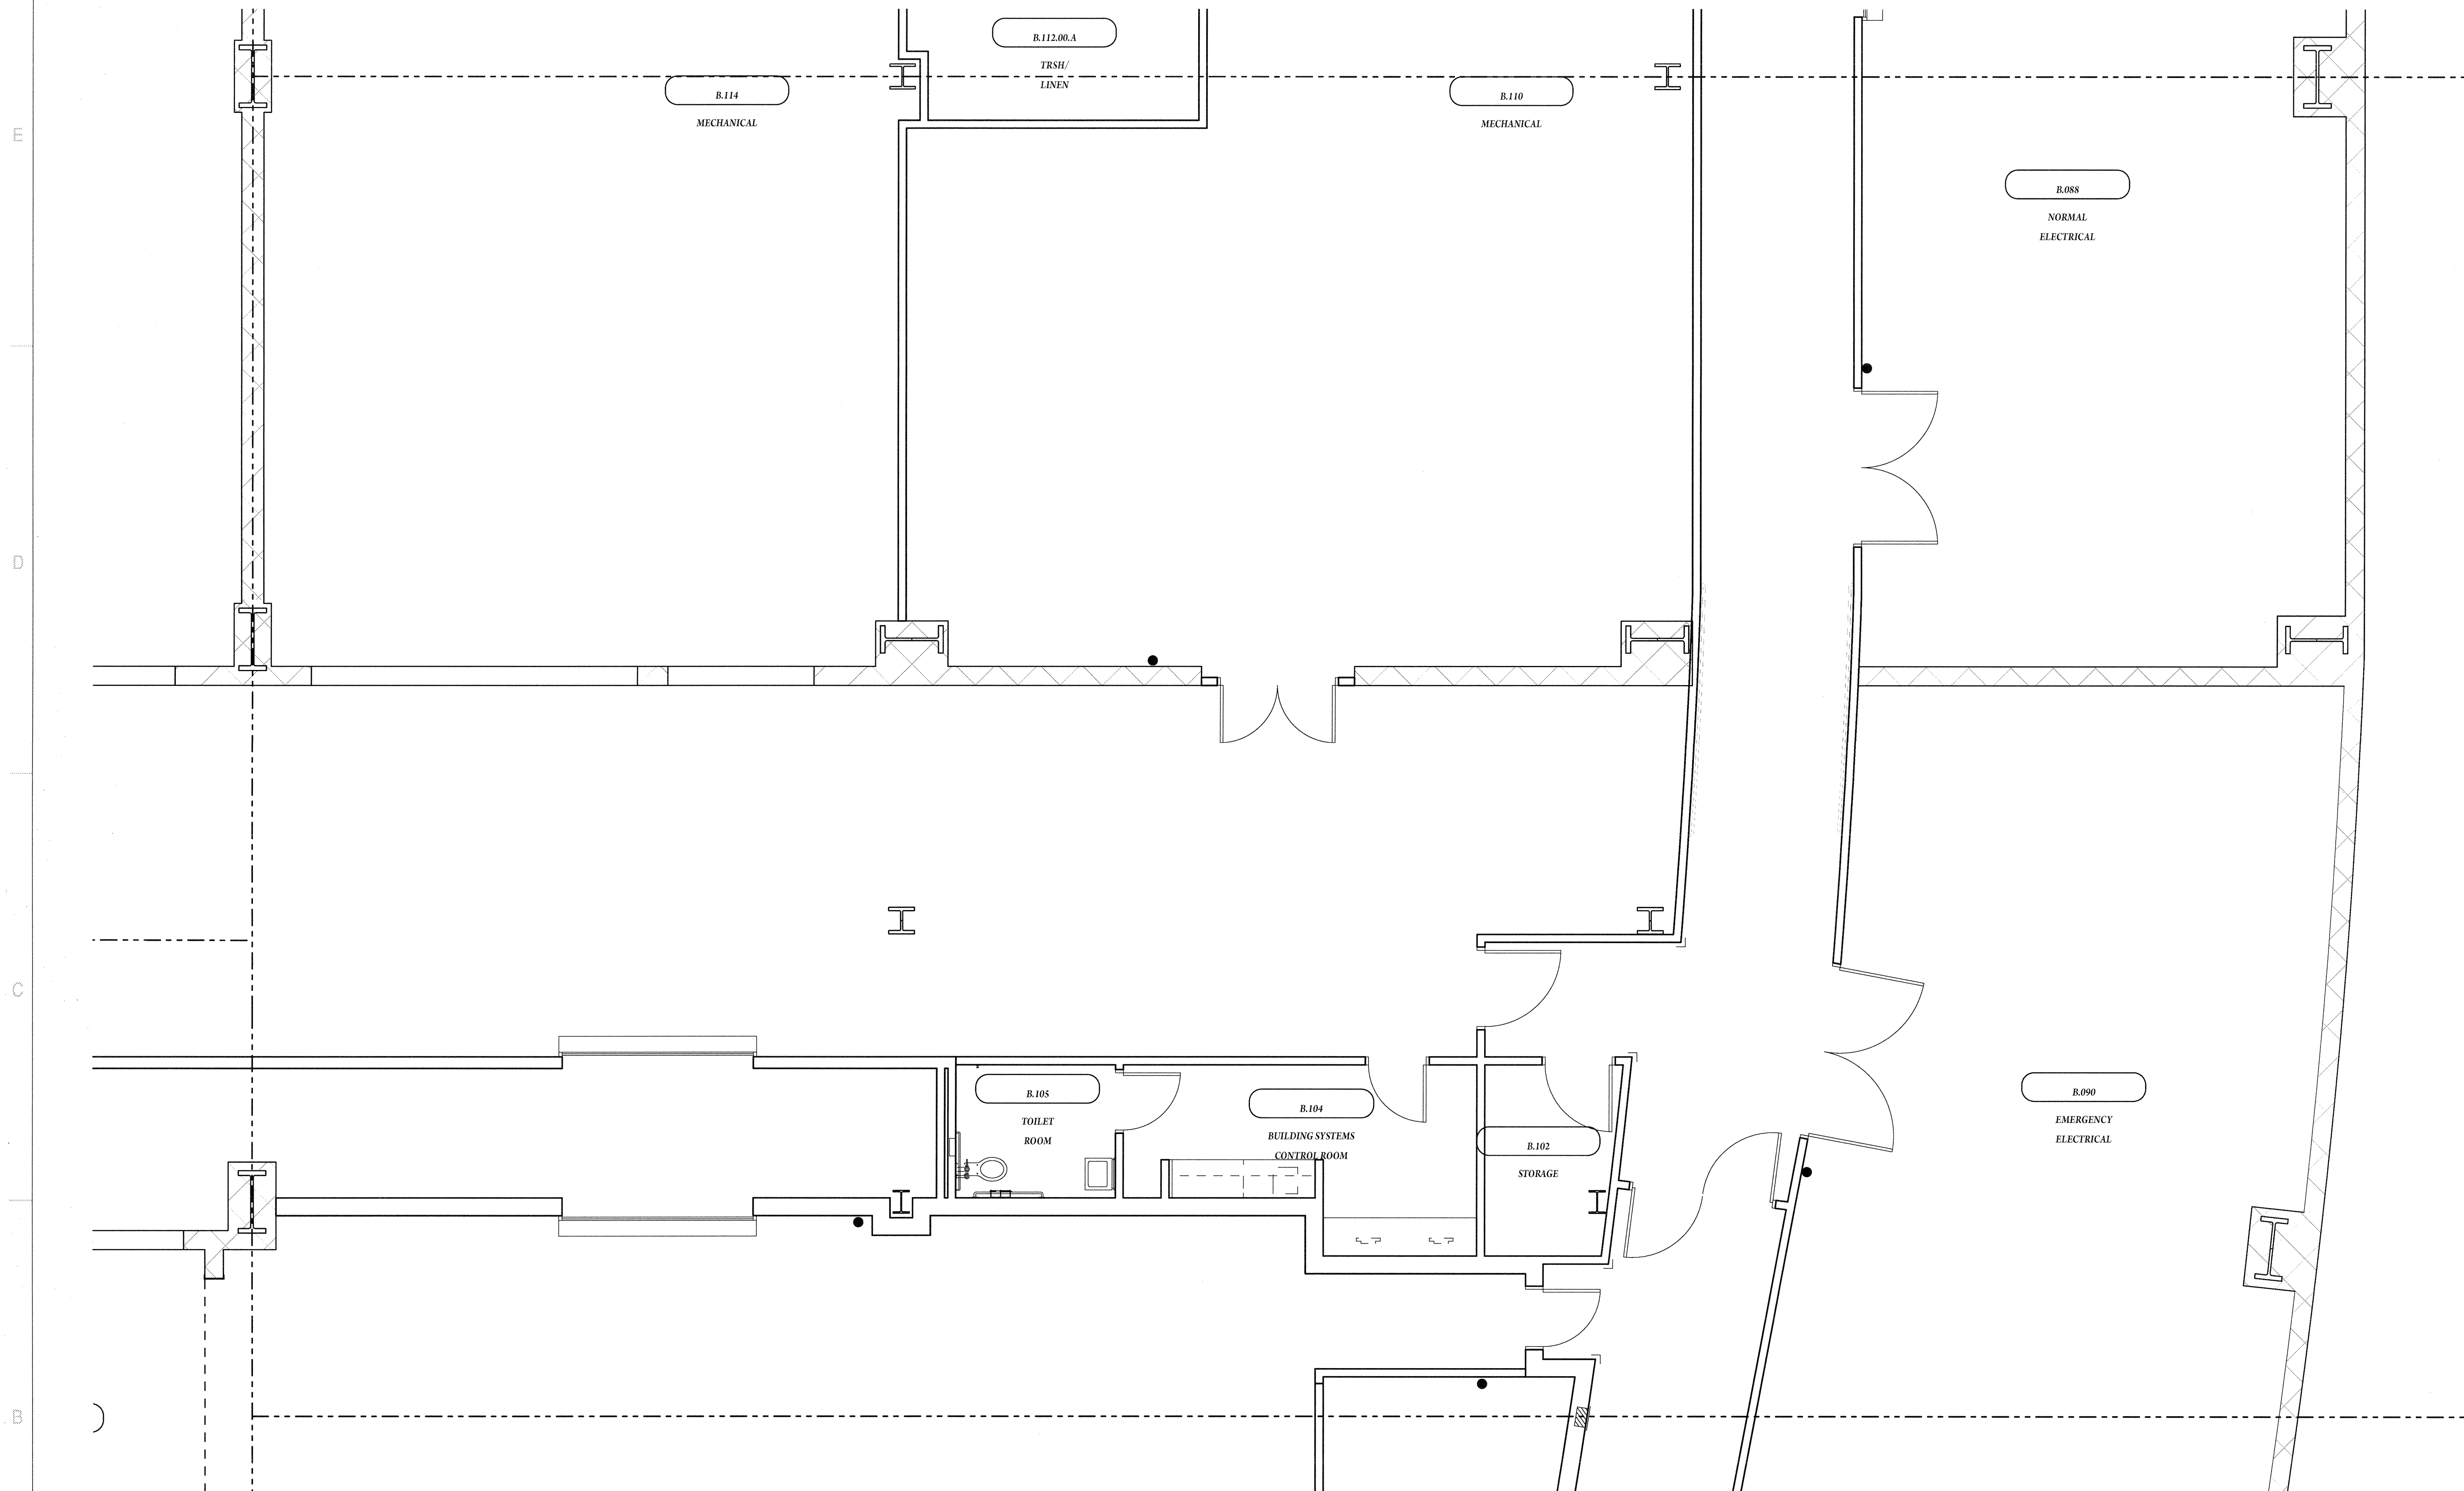 B.112.00.A
TRSH/
LINEN
B.114
MECHANICAL
B.110
MECHANICAL
E
B.088
NORMAL
ELECTRICAL
D
C
B.105
TOILET
ROOM
B.104
BUILDING SYSTEMS
CONTROL ROOM
B.102
STORAGE
B.090
EMERGENCY
ELECTRICAL
B